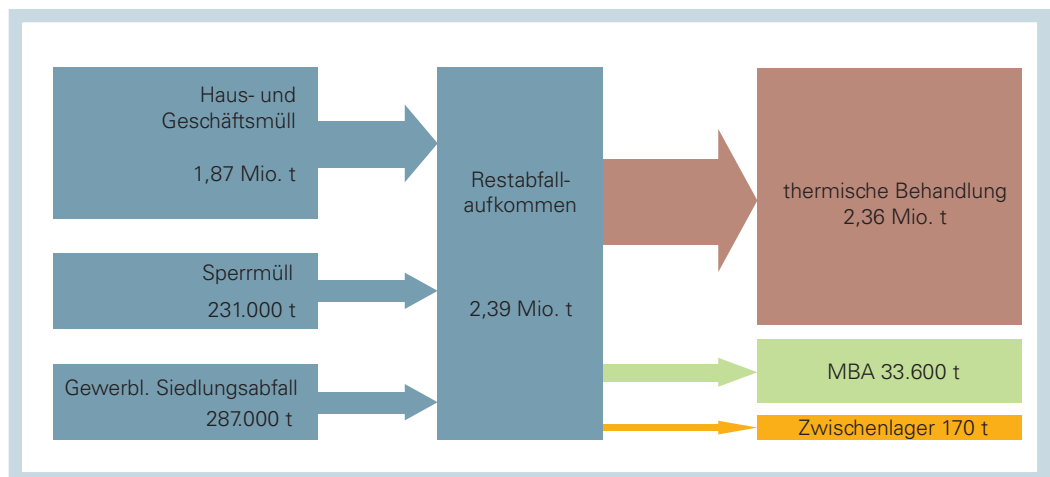 Haus- und
Geschäftsmüll
1,87 Mio. t
Sperrmüll
231.000 t
Gewerbl. Siedlungsabfall
287.000 t
Restabfall-
aufkommen
2,39 Mio. t
thermische Behandlung
2,36 Mio. t
MBA 33.600 t
Zwischenlager 170 t